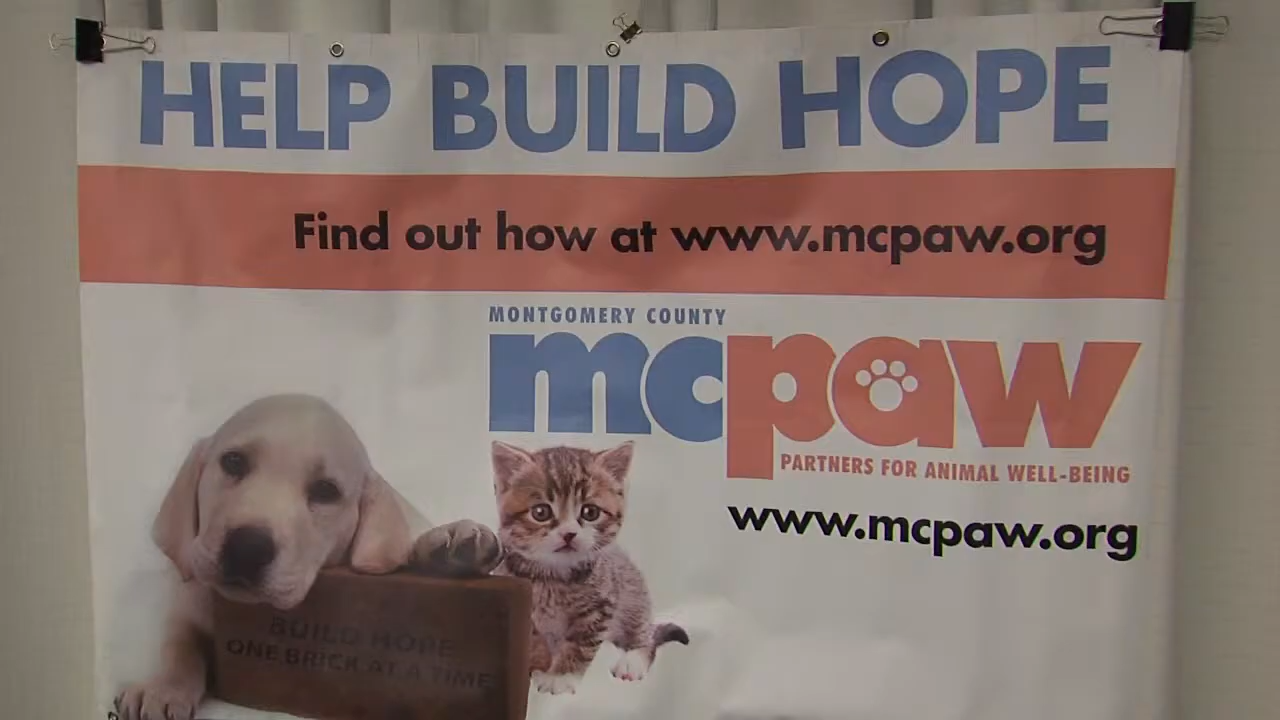 HELP BUILD HOPE
Find out how at www.mcpaw.org
MONTGOMERY COUNTY
mcpaw
PARTNERS FOR ANIMAL WELL-BEING
www.mcpaw.org
BUILD HOPE
ONE BRICK AT A TIME